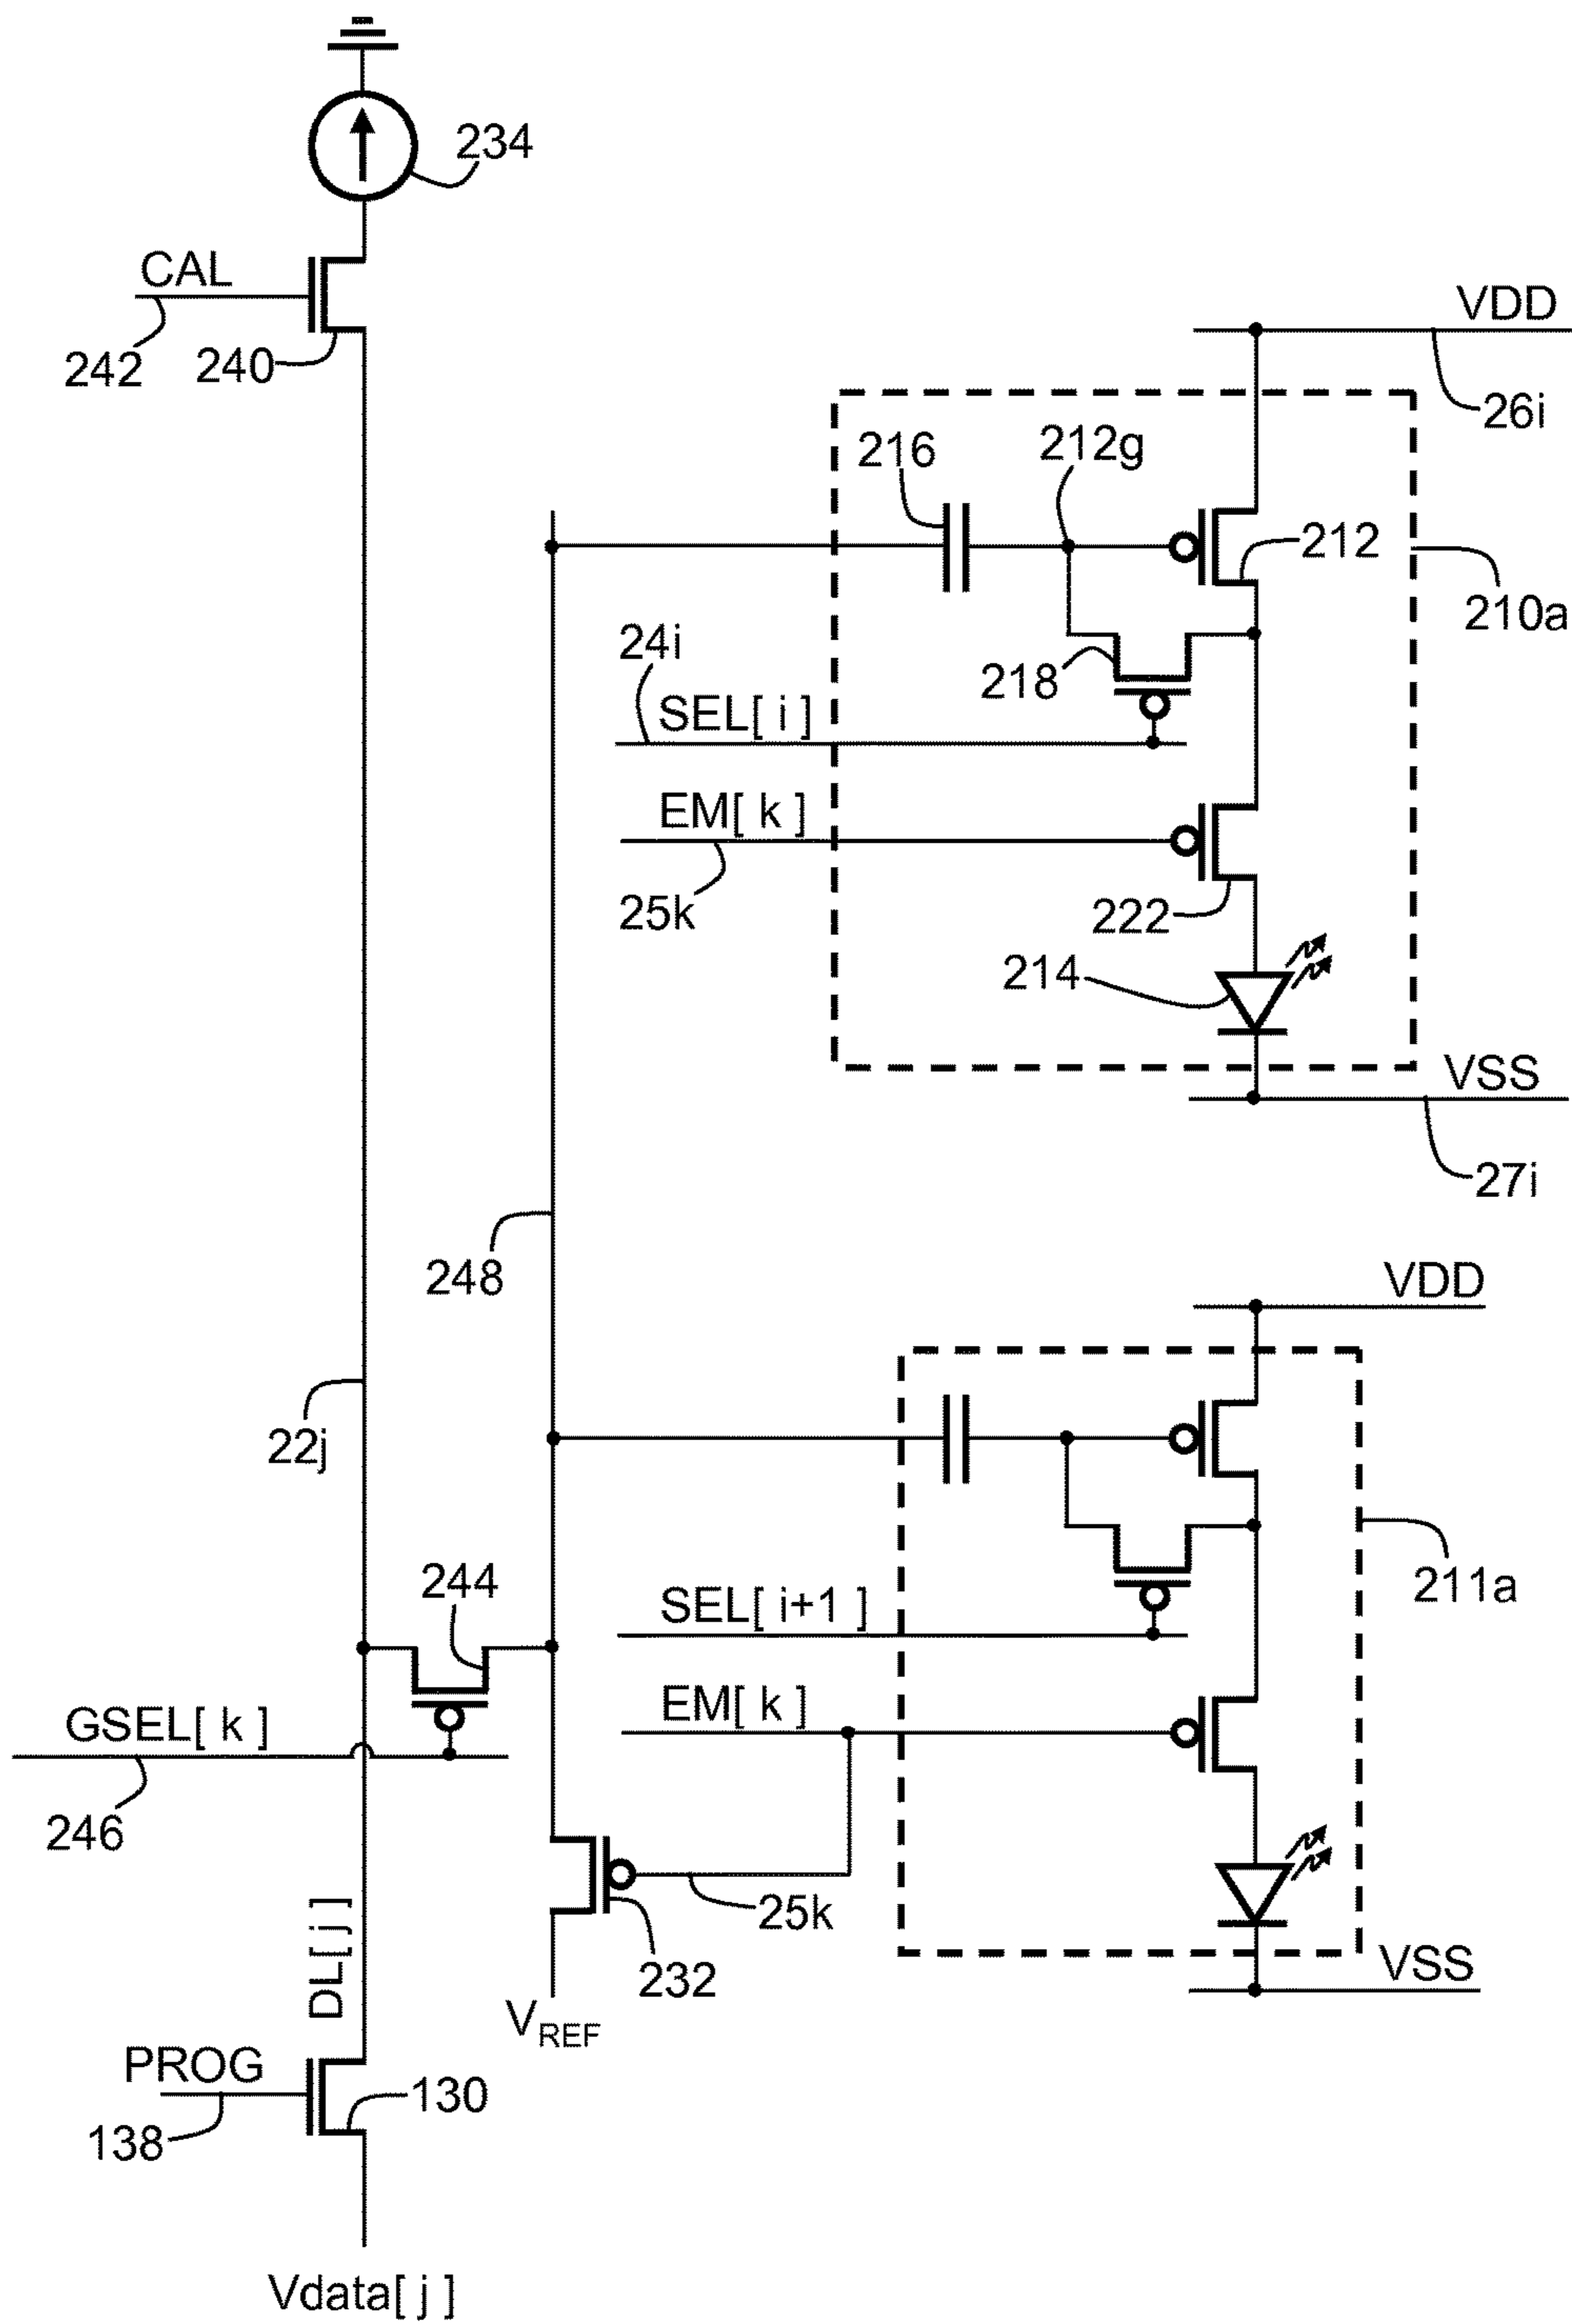 234
CAL
242
240
VDD
26i
216
212g
212
210a
24i
218
SEL[ i ]
EM[ k ]
25k
222
214
VSS
27i
248
VDD
22j
244
211a
SEL[ i+1 ]
GSEL[ k ]
EM[ k ]
246
25k
DL[ j ]
232
VSS
VREF
PROG
130
138
Vdata[ j ]